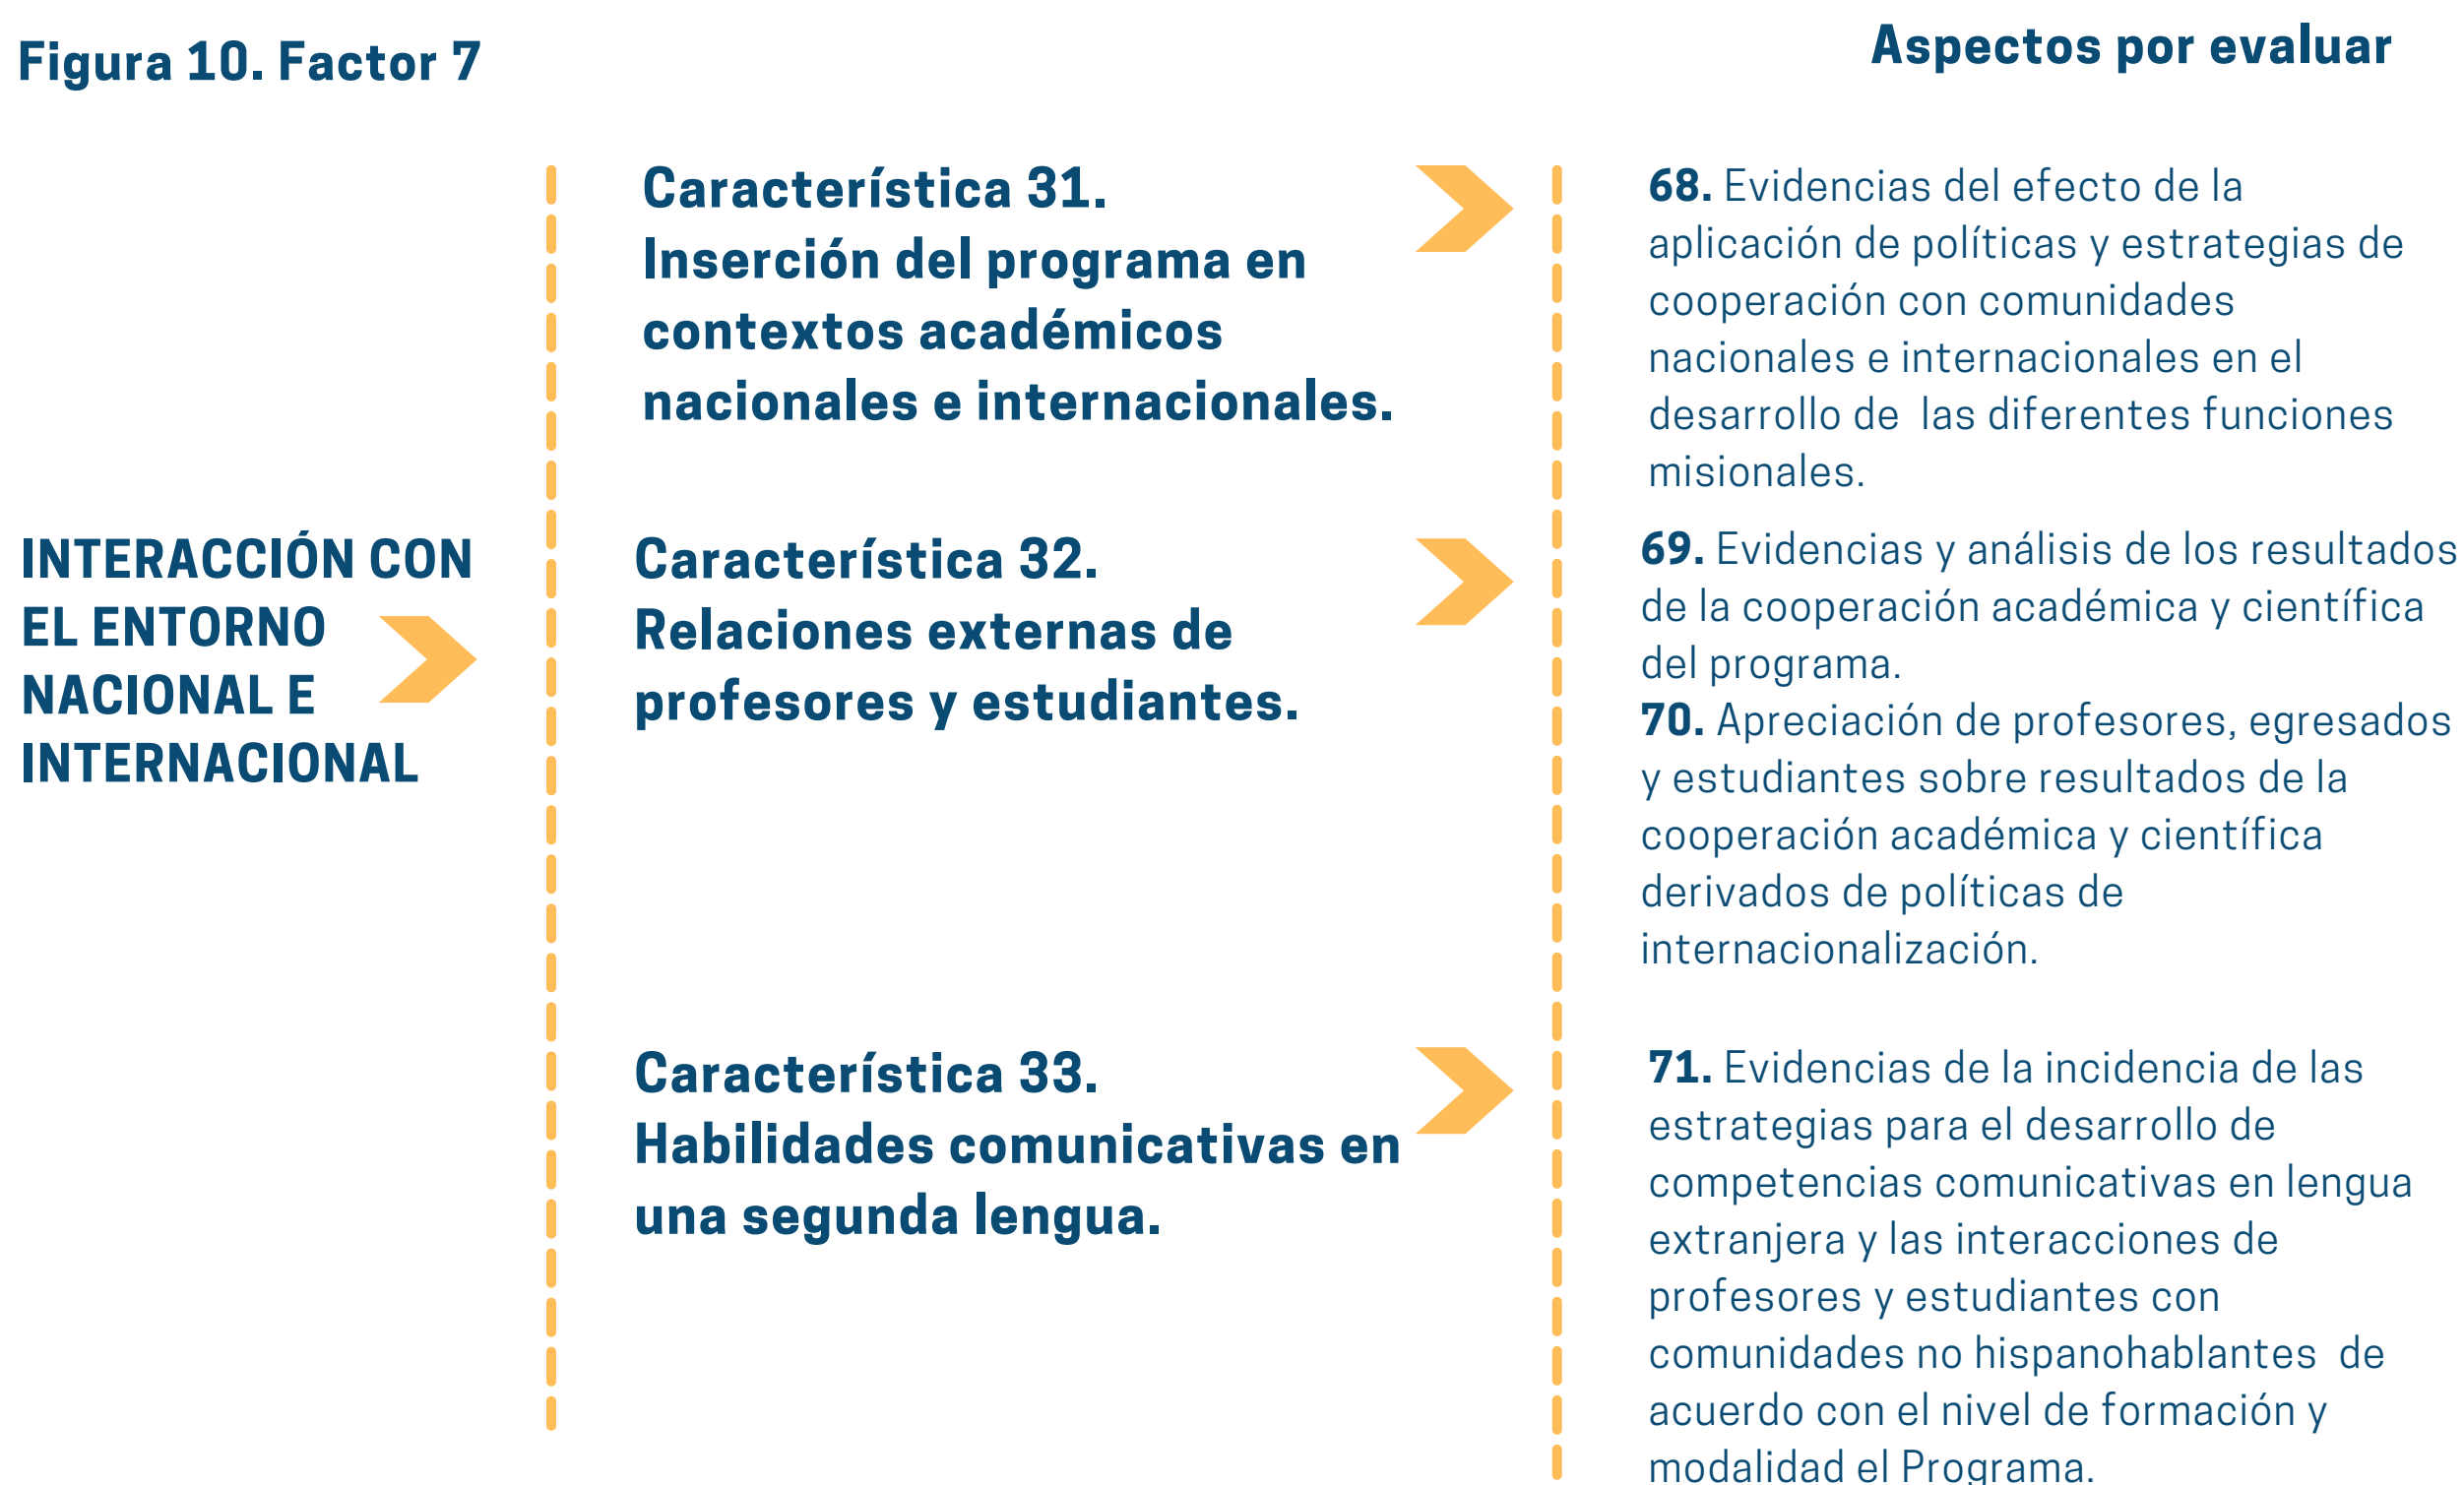 Figura 10. Factor 7
Aspectos por evaluar
INTERACCIÓN CON
EL ENTORNO
NACIONAL E
INTERNACIONAL
Característica 31.
Inserción del programa en
contextos académicos
nacionales e internacionales.
68. Evidencias del efecto de la
aplicación de políticas y estrategias de
cooperación con comunidades
nacionales e internacionales en el
desarrollo de  las diferentes funciones
misionales.
Característica 32.
Relaciones externas de
profesores y estudiantes.
69. Evidencias y análisis de los resultados
de la cooperación académica y científica
del programa.
70. Apreciación de profesores, egresados
y estudiantes sobre resultados de la
cooperación académica y científica
derivados de políticas de
internacionalización.
Característica 33.
Habilidades comunicativas en
una segunda lengua.
71. Evidencias de la incidencia de las
estrategias para el desarrollo de
competencias comunicativas en lengua
extranjera y las interacciones de
profesores y estudiantes con
comunidades no hispanohablantes  de
acuerdo con el nivel de formación y
modalidad el Programa.